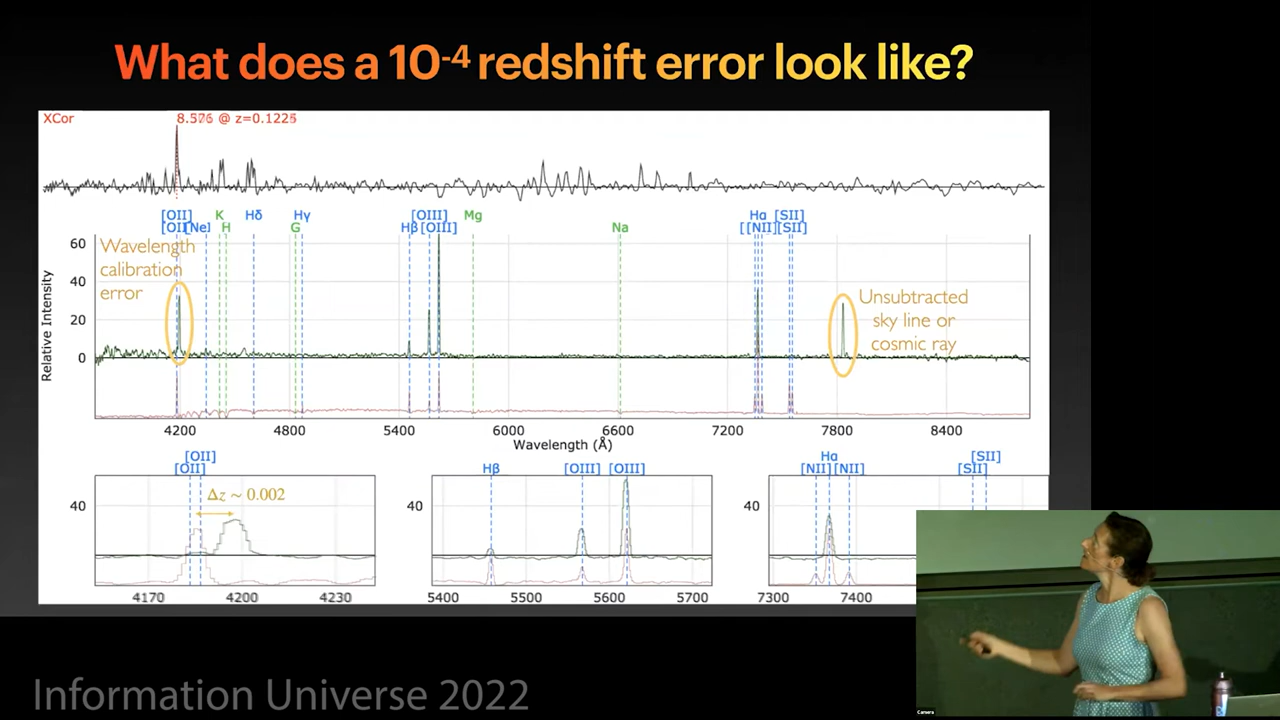 What does a 10⁻⁴ redshift error look like?
XCor
8.576 @ z=0.1225
[OII] K Hδ Hγ [OIII] Mg Hα [SII]
[OII] [Ne] H G Hβ [OIII] Na [[NII] [SII]
Wavelength
calibration
error
Unsubtracted
sky line or
cosmic ray
60
40
20
0
Relative Intensity
4200 4800 5400 6000 6600 7200 7800 8400
Wavelength (Å)
[OII]
[OII]
Δz ~ 0.002
4170 4200 4230
Hβ [OIII] [OIII]
40
5400 5500 5600 5700
Hα [SII]
[NII] [NII] [SII]
40
7300 7400
Information Universe 2022
Camera